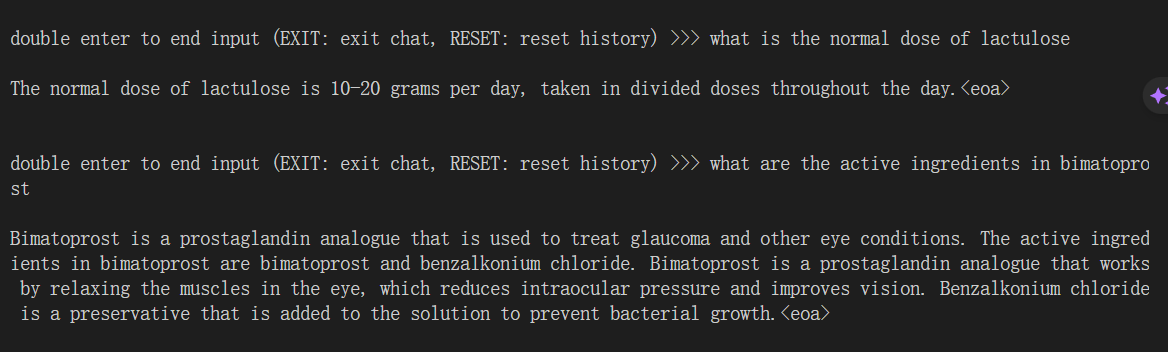 double enter to end input (EXIT: exit chat, RESET: reset history) >>> what is the normal dose of lactulose
The normal dose of lactulose is 10-20 grams per day, taken in divided doses throughout the day.<eoa>
double enter to end input (EXIT: exit chat, RESET: reset history) >>> what are the active ingredients in bimatopro
st
Bimatoprost is a prostaglandin analogue that is used to treat glaucoma and other eye conditions. The active ingred
ients in bimatoprost are bimatoprost and benzalkonium chloride. Bimatoprost is a prostaglandin analogue that works
by relaxing the muscles in the eye, which reduces intraocular pressure and improves vision. Benzalkonium chloride
is a preservative that is added to the solution to prevent bacterial growth.<eoa>